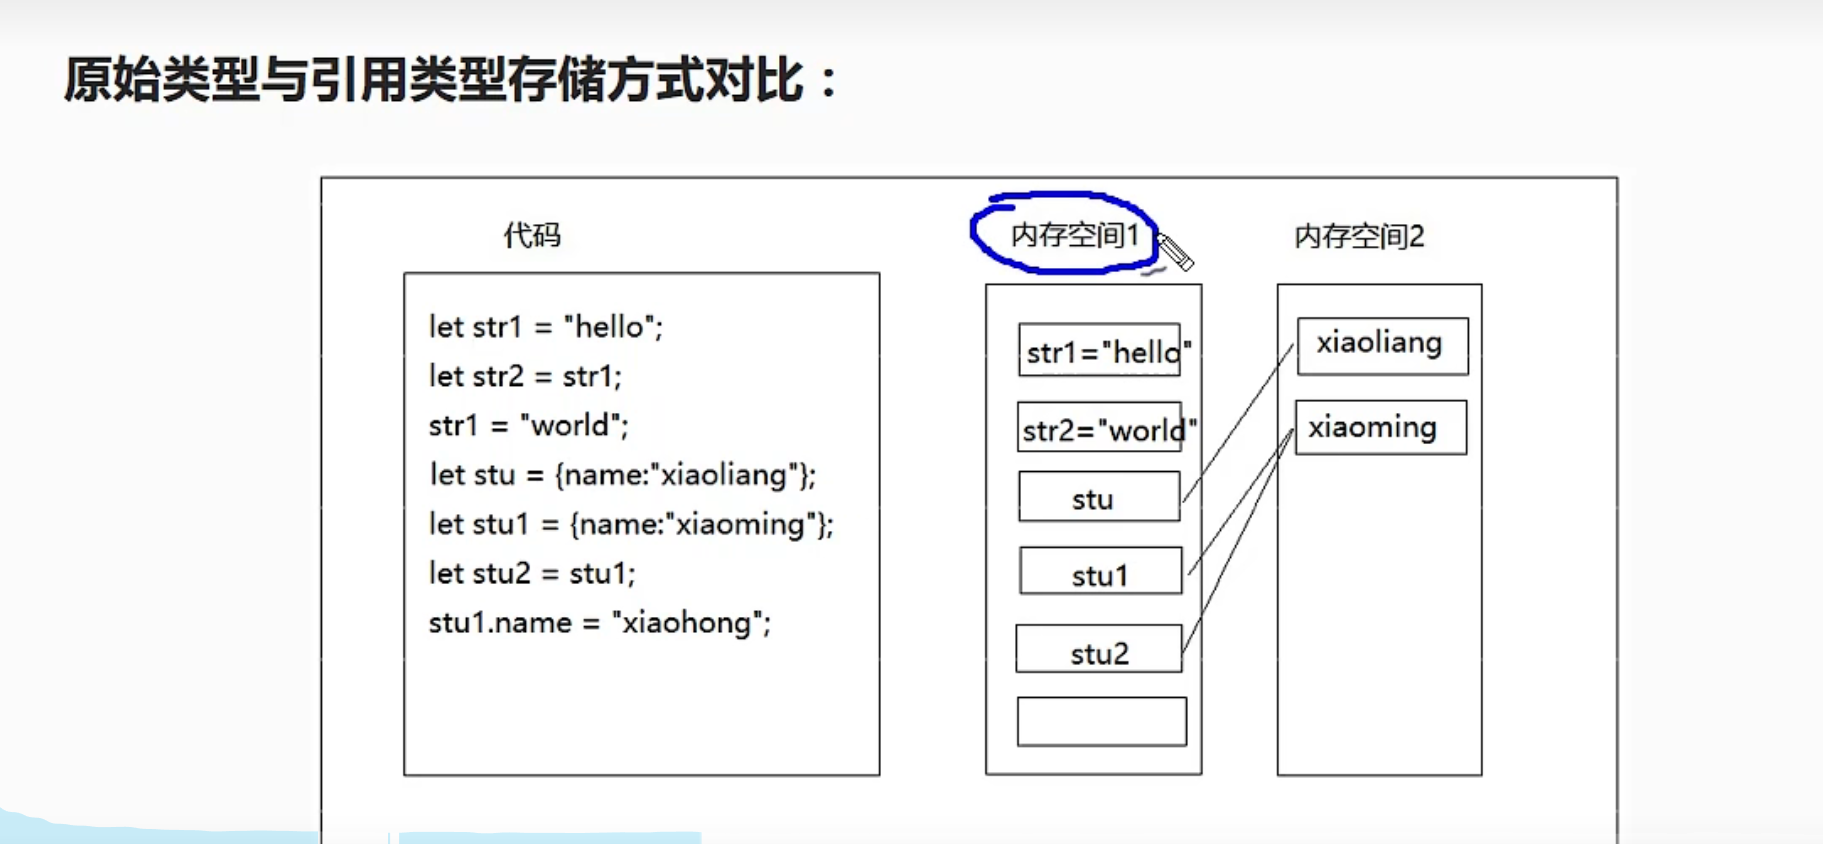 原始类型与引用类型存储方式对比：
代码
let str1 = "hello";
let str2 = str1;
str1 = "world";
let stu = {name:"xiaoliang"};
let stu1 = {name:"xiaoming"};
let stu2 = stu1;
stu1.name = "xiaohong";
内存空间1
str1="hello"
str2="world"
stu
stu1
stu2
内存空间2
xiaoliang
xiaoming